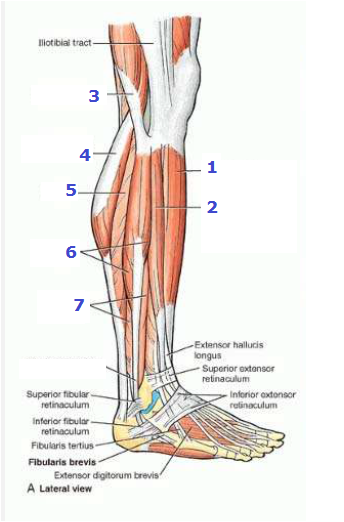 Iliotibial tract
3
4
1
5
2
6
7
Extensor hallucis
longus
Superior extensor
retinaculum
Superior fibular
retinaculum
Inferior extensor
retinaculum
Inferior fibular
retinaculum
Fibularis tertius
Fibularis brevis
Extensor digitorum brevis
A Lateral view